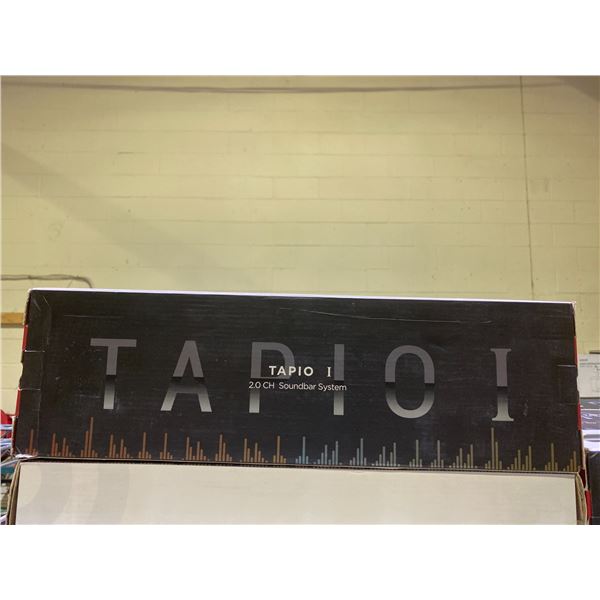 TAPIO I
TAPIO I
2.0 CH Soundbar System